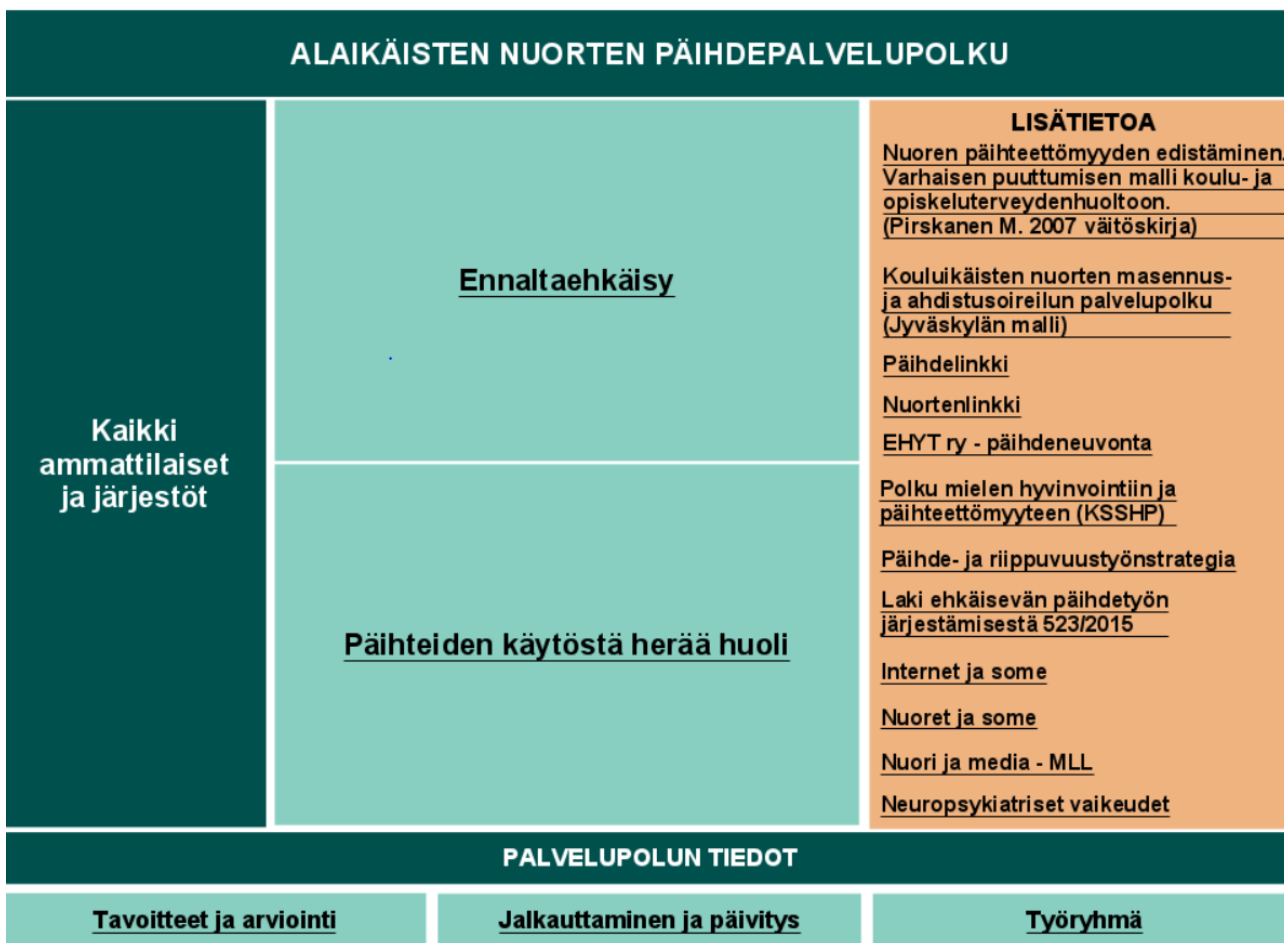 ALAIKÄISTEN NUORTEN PÄIHDEPALVELUPOLKU
Kaikki
ammattilaiset
ja järjestöt
Ennaltaehkäisy
Päihteiden käytöstä herää huoli
LISÄTIETOA
Nuoren päihteettömyyden edistäminen.
Varhaisen puuttumisen malli koulu- ja
opiskeluterveydenhuoltoon.
(Pirskanen M. 2007 väitöskirja)
Kouluikäisten nuorten masennus-
ja ahdistusoireilun palvelupolku
(Jyväskylän malli)
Päihdelinkki
Nuortenlinkki
EHYT ry - päihdeneuvonta
Polku mielen hyvinvointiin ja
päihteettömyyteen (KSSHP)
Päihde- ja riippuvuustyönstrategia
Laki ehkäisevän päihdetyön
järjestämisestä 523/2015
Internet ja some
Nuoret ja some
Nuori ja media - MLL
Neuropsykiatriset vaikeudet
PALVELUPOLUN TIEDOT
Tavoitteet ja arviointi
Jalkauttaminen ja päivitys
Työryhmä